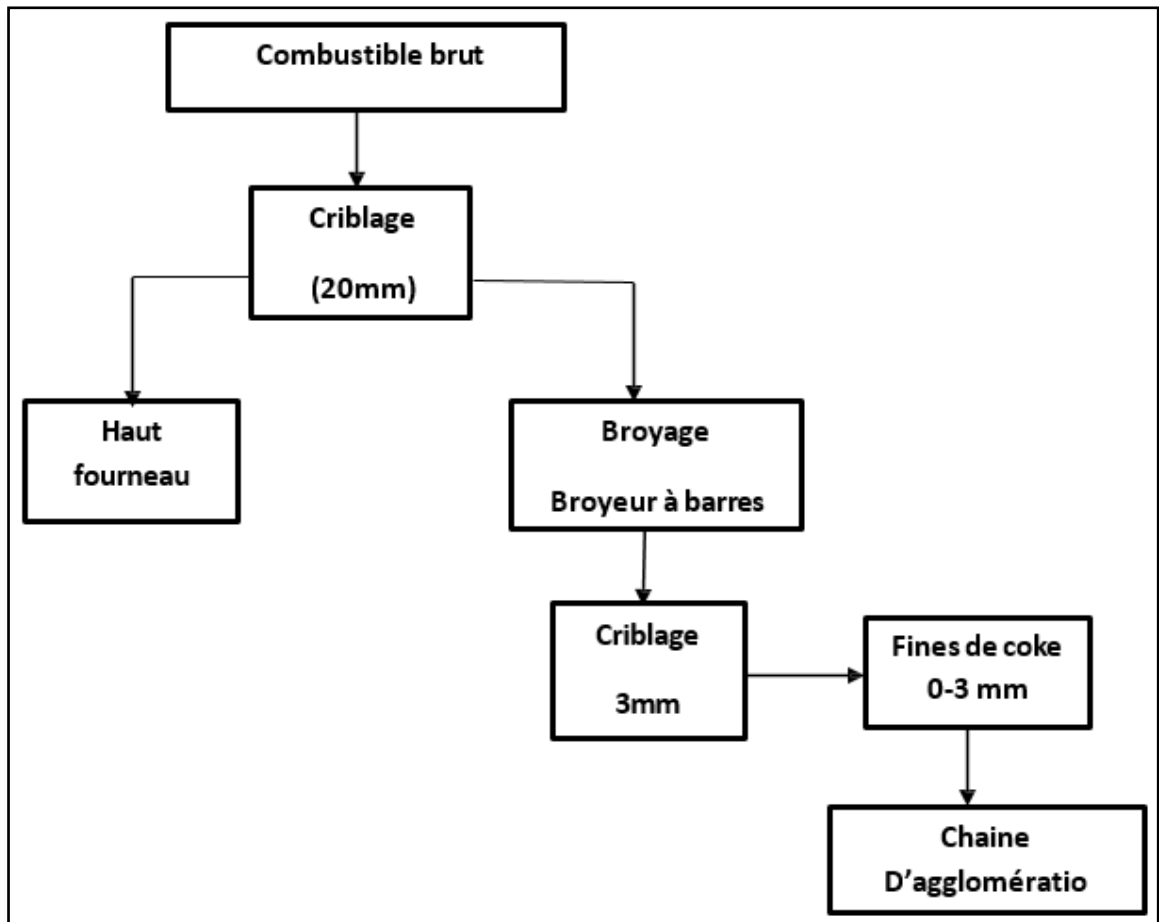 Combustible brut
Criblage
(20mm)
Haut
fourneau
Broyage
Broyeur à barres
Criblage
3mm
Fines de coke
0-3 mm
Chaine
D'agglomératio